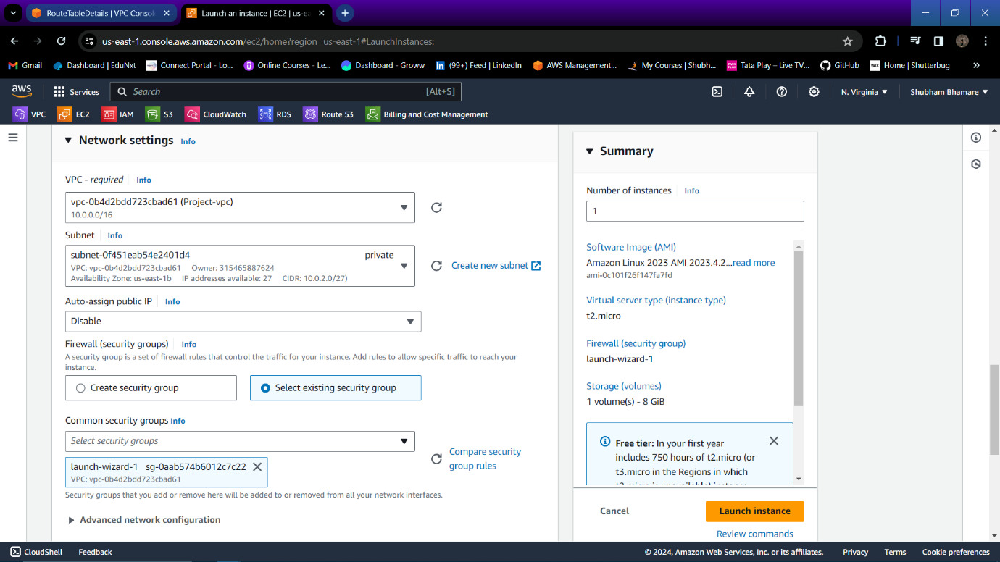 RouteTableDetails | VPC Consol
Launch an instance | EC2 | us-ea
us-east-1.console.aws.amazon.com/ec2/home?region=us-east-1#LaunchInstances:
Gmail
Dashboard | EduNxt
Connect Portal - Lo...
Online Courses - Le...
Dashboard - Groww
(99+) Feed | LinkedIn
AWS Management...
My Courses | Shubh...
Tata Play – Live TV...
GitHub
Home | Shutterbug
aws
Services
Search
[Alt+S]
N. Virginia
Shubham Bhamare
VPC
EC2
IAM
S3
CloudWatch
RDS
Route 53
Billing and Cost Management
Network settings Info
VPC - required Info
vpc-0b4d2bdd723cbad61 (Project-vpc)
10.0.0.0/16
Subnet Info
subnet-0f451eab54e2401d4 private
VPC: vpc-0b4d2bdd723cbad61 Owner: 315465887624
Availability Zone: us-east-1b IP addresses available: 27 CIDR: 10.0.2.0/27)
Create new subnet
Auto-assign public IP Info
Disable
Firewall (security groups) Info
A security group is a set of firewall rules that control the traffic for your instance. Add rules to allow specific traffic to reach your
instance.
Create security group
Select existing security group
Common security groups Info
Select security groups
launch-wizard-1 sg-0aab574b6012c7c22
VPC: vpc-0b4d2bdd723cbad61
Compare security
group rules
Security groups that you add or remove here will be added to or removed from all your network interfaces.
Advanced network configuration
Summary
Number of instances Info
1
Software Image (AMI)
Amazon Linux 2023 AMI 2023.4.2...read more
ami-0c101f26f147fa7fd
Virtual server type (instance type)
t2.micro
Firewall (security group)
launch-wizard-1
Storage (volumes)
1 volume(s) - 8 GiB
Free tier: In your first year
includes 750 hours of t2.micro (or
t3.micro in the Regions in which
t2.micro is unavailable) instance
Cancel
Launch instance
Review commands
CloudShell
Feedback
© 2024, Amazon Web Services, Inc. or its affiliates.
Privacy
Terms
Cookie preferences